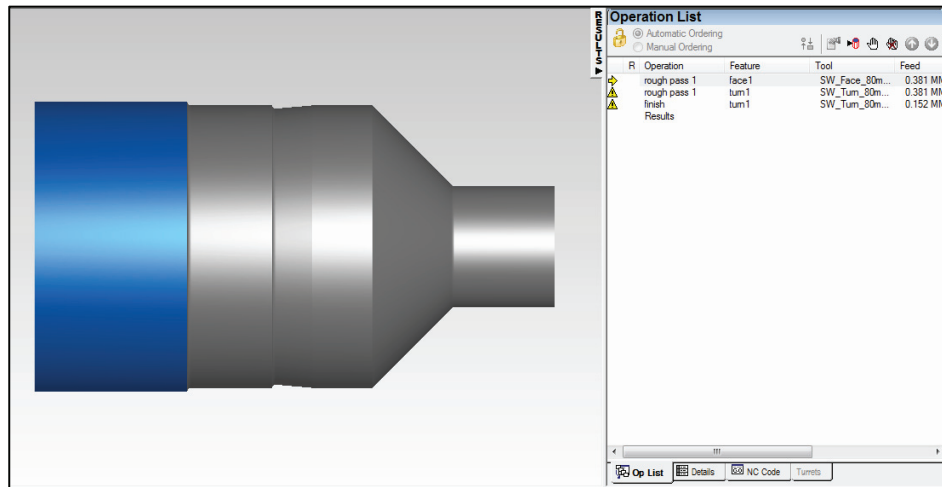 RESULTS
Operation List
Automatic Ordering
Manual Ordering
R Operation Feature Tool Feed
rough pass 1 face1 SW_Face_80m... 0.381 MM
rough pass 1 turn1 SW_Turn_80m... 0.381 MM
finish turn1 SW_Turn_80m... 0.152 MM
Results
Op List Details NC Code Turrets